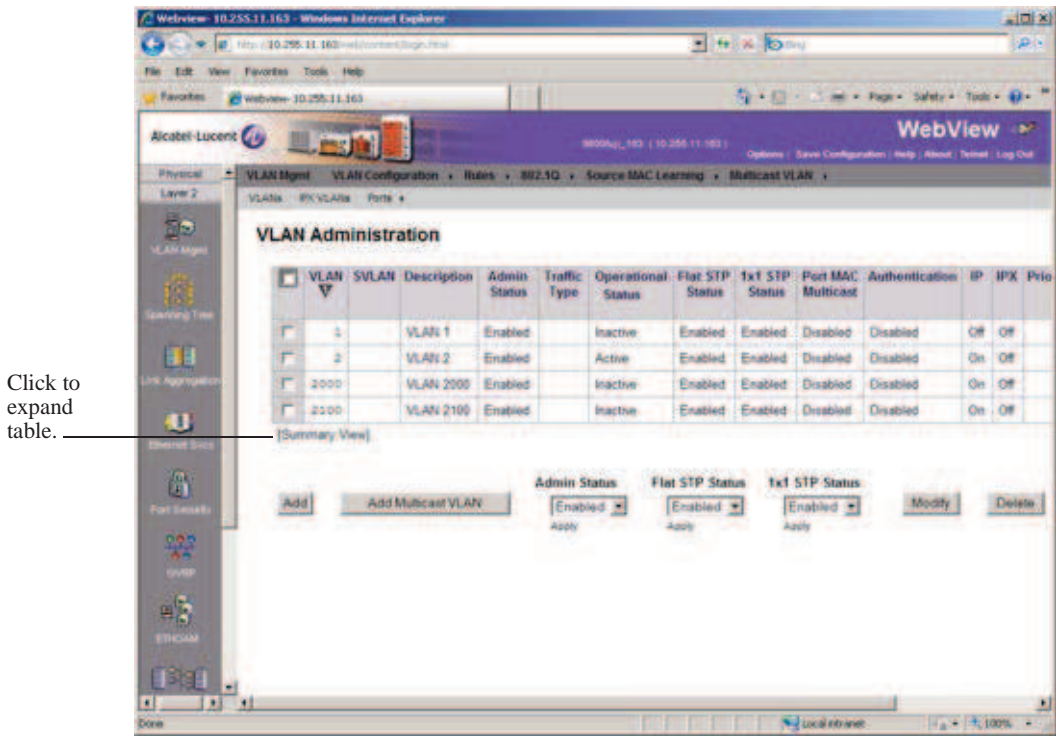 Webview- 10.255.11.163 - Windows Internet Explorer
File Edit View Favorites Tools Help
Favorites Webview- 10.255.11.163
Page Safety Tools
Alcatel-Lucent
WebView
Options Save Configuration Help About Telnet Log Out
Physical
Layer 2
VLAN Mgmt VLAN Configuration Rules 802.1Q Source MAC Learning Multicast VLAN
VLANs IPX VLANs Ports
VLAN Mgmt
Spanning Tree
Link Aggregation
Ethernet Svcs
Port Security
GVRP
ETHOAM
VLAN Administration
VLAN SVLAN Description Admin Status Traffic Type Operational Status Flat STP Status 1x1 STP Status Port MAC Multicast Authentication IP IPX Prio
1 VLAN 1 Enabled Inactive Enabled Enabled Disabled Disabled Off Off
2 VLAN 2 Enabled Active Enabled Enabled Disabled Disabled On Off
2000 VLAN 2000 Enabled Inactive Enabled Enabled Disabled Disabled On Off
2100 VLAN 2100 Enabled Inactive Enabled Enabled Disabled Disabled On Off
Click to
expand
table.
[Summary View]
Admin Status Flat STP Status 1x1 STP Status
Add Add Multicast VLAN Enabled Enabled Enabled Modify Delete
Apply Apply Apply
Done Local intranet 100%